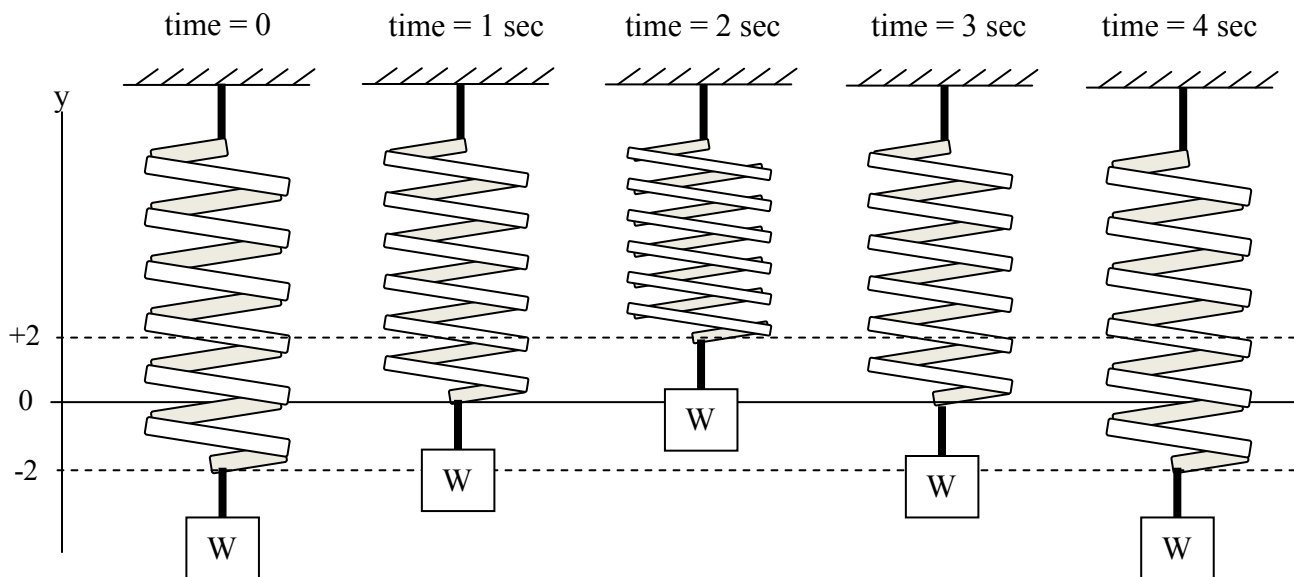 time = 0 time = 1 sec time = 2 sec time = 3 sec time = 4 sec
y
+2
0
-2
W W W W W